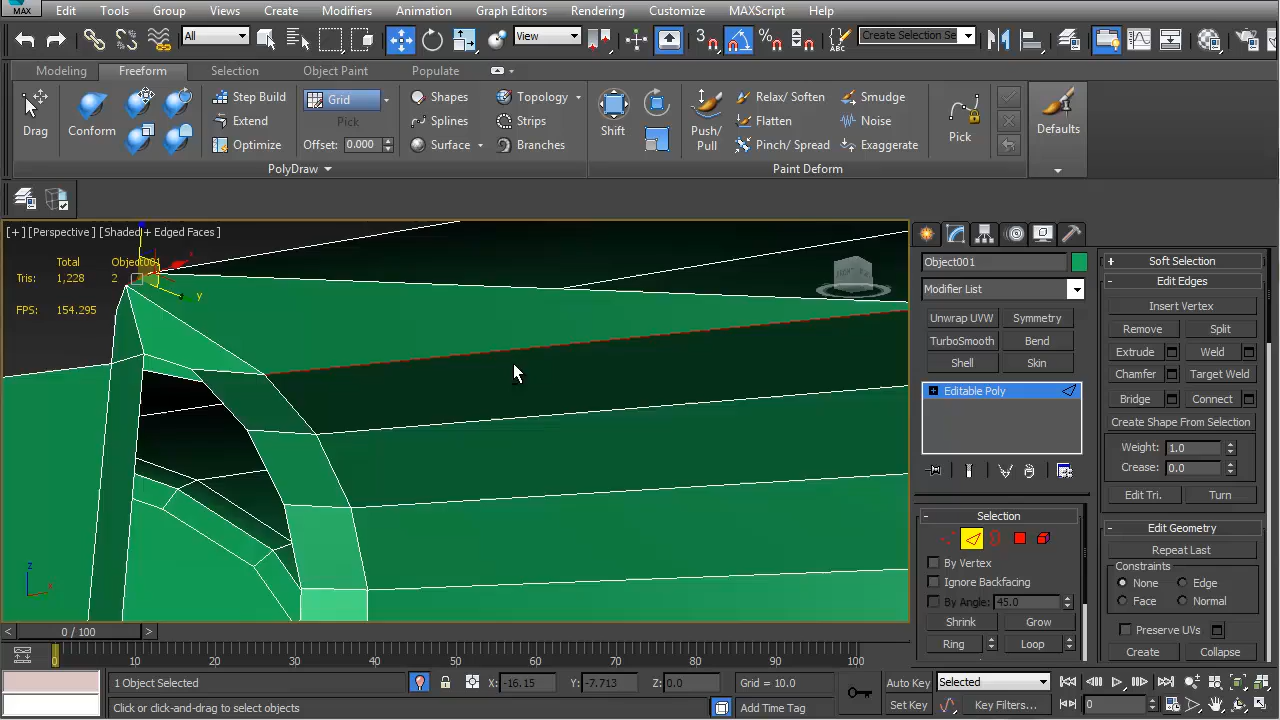 MAX Edit Tools Group Views Create Modifiers Animation Graph Editors Rendering Customize MAXScript Help
All View 3 ABC Create Selection Se
Modeling Freeform Selection Object Paint Populate
Drag Conform Step Build Grid Shapes Topology Shift Push/ Pull Relax/ Soften Smudge Pick Defaults
Extend Pick Splines Strips Flatten Noise
Optimize Offset: 0.000 Surface Branches Pinch/ Spread Exaggerate
PolyDraw Paint Deform
[+] [Perspective ] [Shaded + Edged Faces ]
Total Object001
Tris: 1,228 2
FPS: 154.295
y
z
x
Object001
Modifier List
Unwrap UVW Symmetry
TurboSmooth Bend
Shell Skin
Editable Poly
Selection
By Vertex
Ignore Backfacing
By Angle: 45.0
Shrink Grow
Ring Loop
Soft Selection
Edit Edges
Insert Vertex
Remove Split
Extrude Weld
Chamfer Target Weld
Bridge Connect
Create Shape From Selection
Weight: 1.0
Crease: 0.0
Edit Tri. Turn
Edit Geometry
Repeat Last
Constraints
None Edge
Face Normal
Preserve UVs
Create Collapse
< 0 / 100 >
0 10 20 30 40 50 60 70 80 90 100
1 Object Selected X: -16.15 Y: -7.713 Z: 0.0 Grid = 10.0 Auto Key Selected
Click or click-and-drag to select objects Add Time Tag Set Key Key Filters... 0